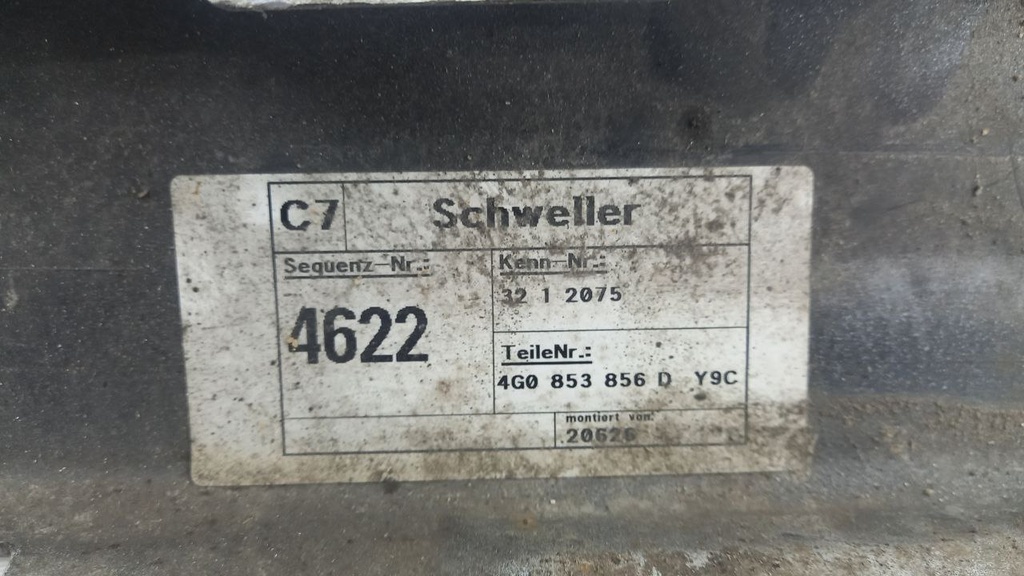 C7 Schweller
Sequenz-Nr.: Kenn-Nr.:
32 1 2075
4622
TeileNr.:
4G0 853 856 D Y9C
montiert von:
20626